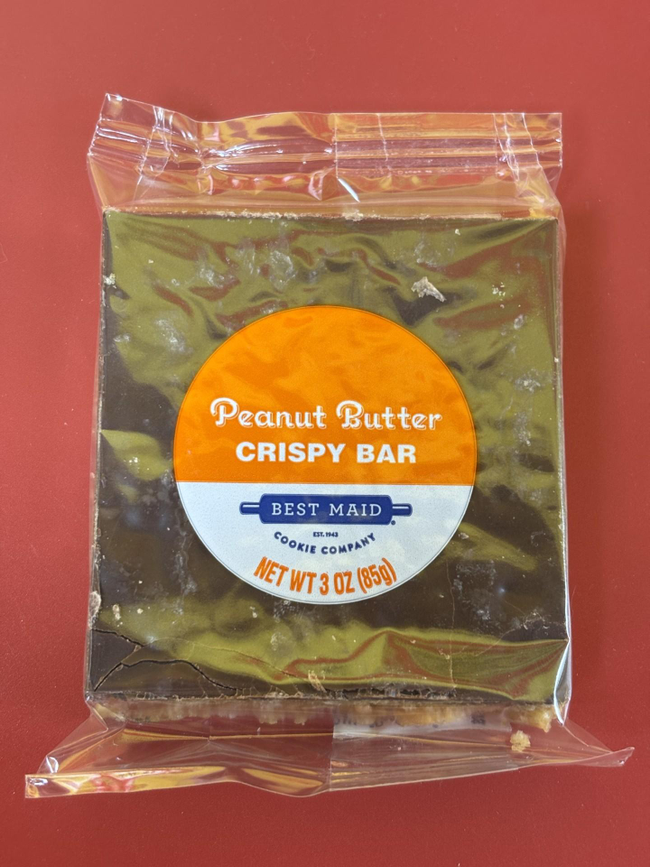 Peanut Butter
CRISPY BAR
BEST MAID®
EST. 1943
COOKIE COMPANY
NET WT 3 OZ (85g)